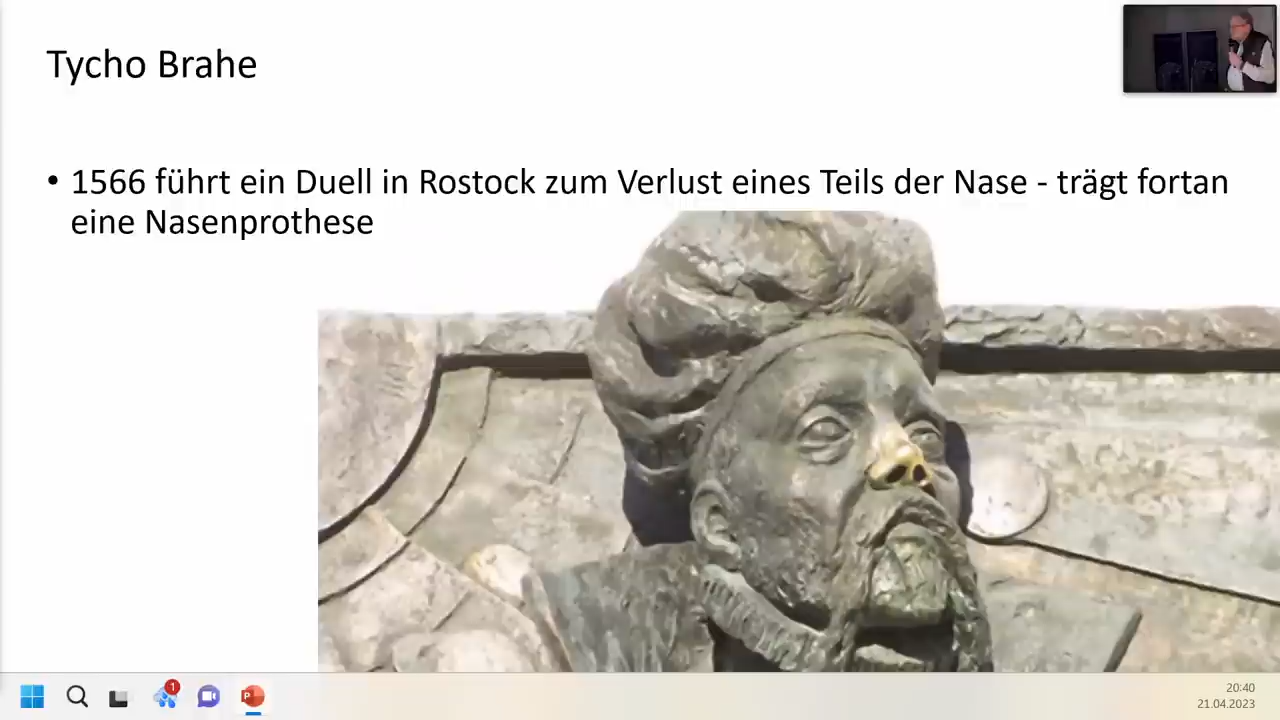 Tycho Brahe
• 1566 führt ein Duell in Rostock zum Verlust eines Teils der Nase - trägt fortan
eine Nasenprothese
1
P
20:40
21.04.2023